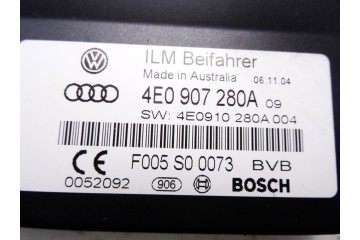 ILM Beifahrer
Made in Australia 06.11.04
4E0 907 280A 09
SW: 4E0910 280A 004
CE F005 S0 0073 BVB
0052092 906 BOSCH